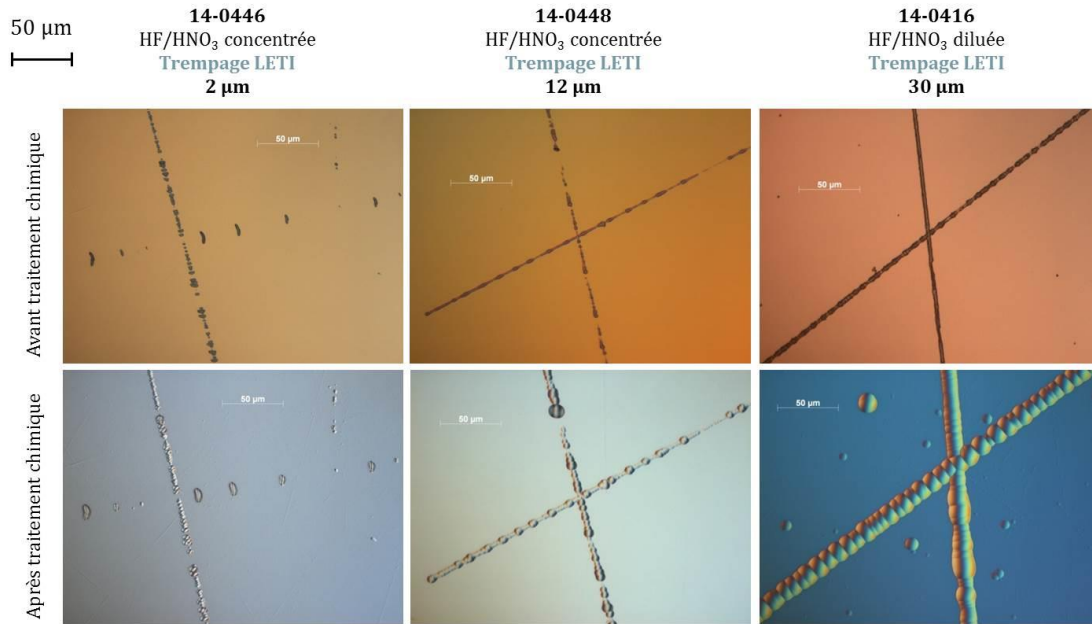 50 µm
14-0446
HF/HNO₃ concentrée
Trempage LETI
2 µm
14-0448
HF/HNO₃ concentrée
Trempage LETI
12 µm
14-0416
HF/HNO₃ diluée
Trempage LETI
30 µm
Avant traitement chimique
50 µm
50 µm
50 µm
Après traitement chimique
50 µm
50 µm
50 µm